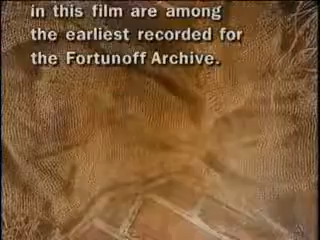 in this film are among
the earliest recorded for
the Fortunoff Archive.